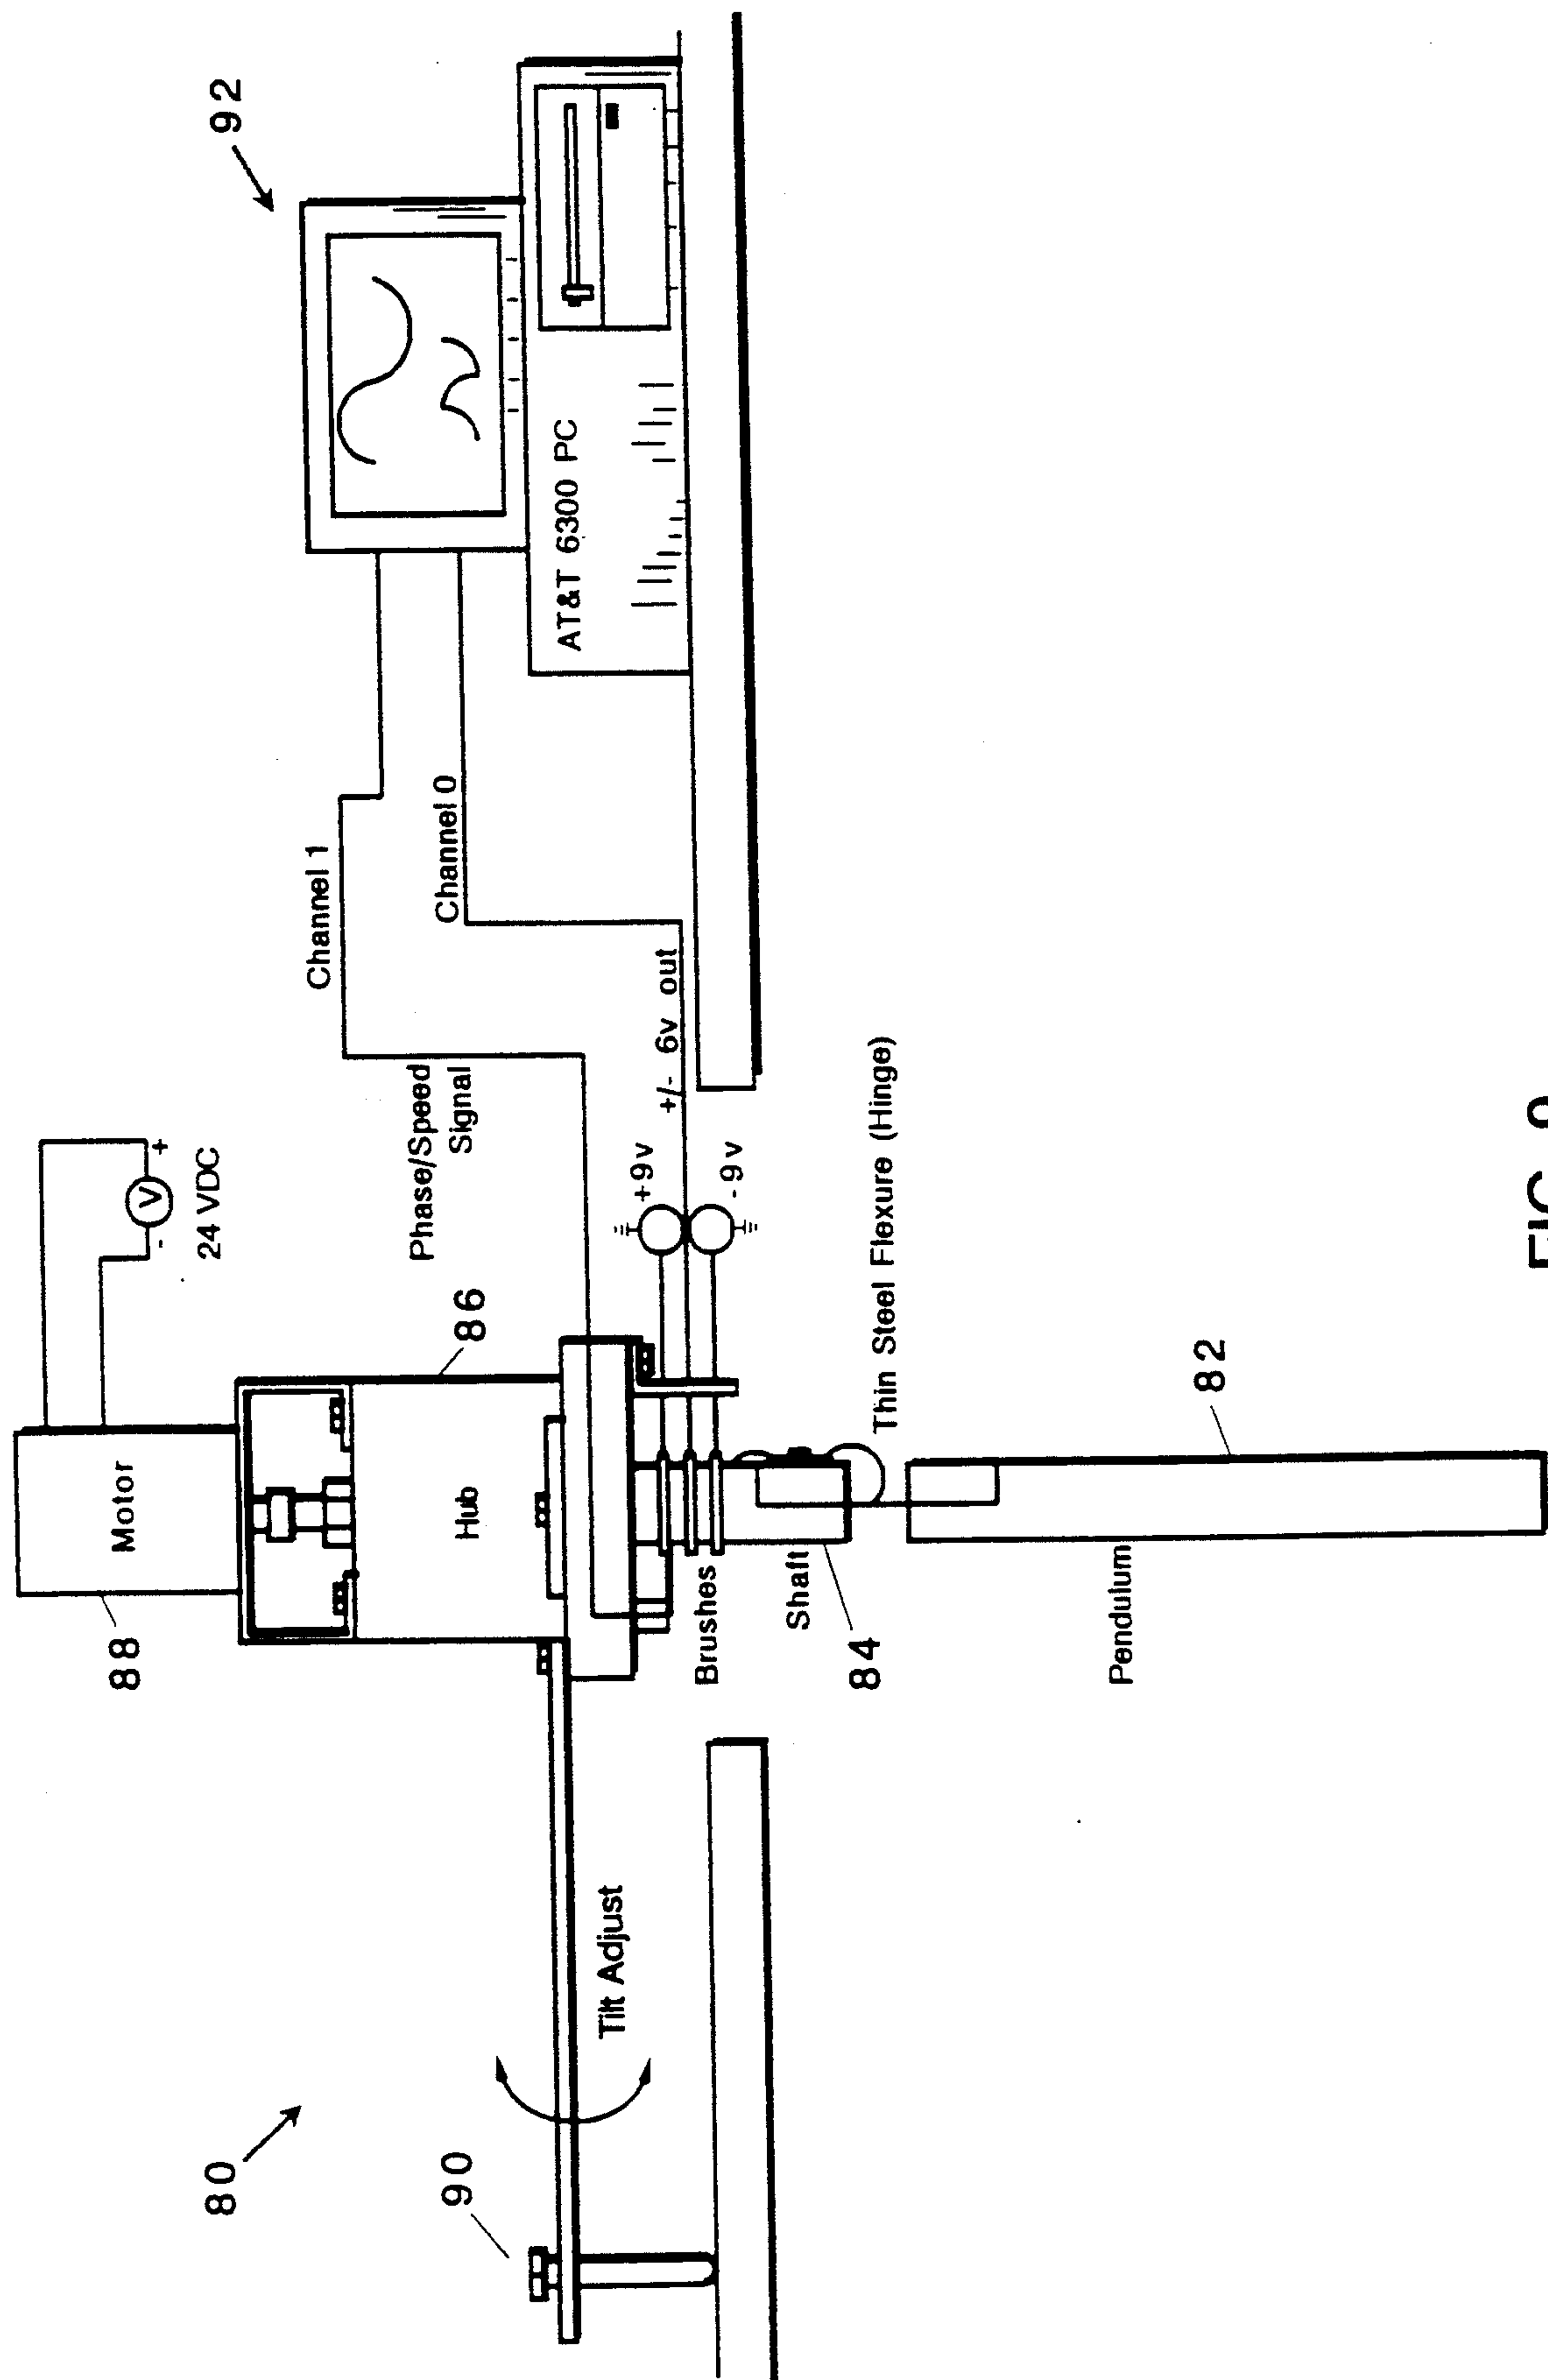 80
90
Tilt Adjust
88
Motor
24 VDC
-
V
+
Hub
86
Phase/Speed
Signal
Channel 1
Channel 0
92
AT&T 6300 PC
+9v
-9v
+/- 6v out
Brushes
Shaft
84
Thin Steel Flexure (Hinge)
Pendulum
82